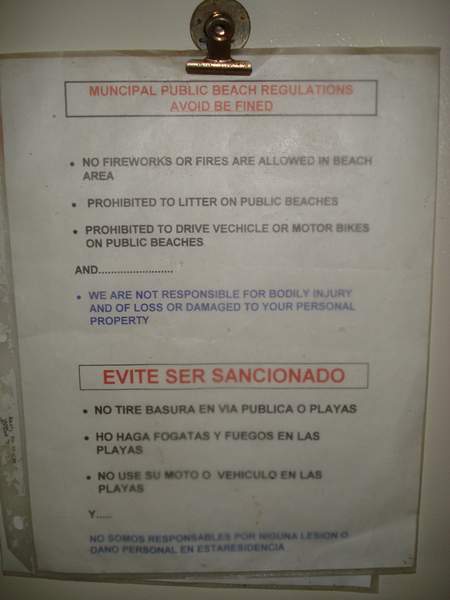 MUNCIPAL PUBLIC BEACH REGULATIONS
AVOID BE FINED
• NO FIREWORKS OR FIRES ARE ALLOWED IN BEACH
AREA
• PROHIBITED TO LITTER ON PUBLIC BEACHES
• PROHIBITED TO DRIVE VECHICLE OR MOTOR BIKES
ON PUBLIC BEACHES
AND........................
• WE ARE NOT RESPONSIBLE FOR BODILY INJURY
AND OF LOSS OR DAMAGED TO YOUR PERSONAL
PROPERTY
EVITE SER SANCIONADO
• NO TIRE BASURA EN VIA PUBLICA O PLAYAS
• HO HAGA FOGATAS Y FUEGOS EN LAS
PLAYAS
• NO USE SU MOTO O VEHICULO EN LAS
PLAYAS
Y.....
NO SOMOS RESPONSABLES POR NIGUNA LESION O
DANO PERSONAL EN ESTARESIDENCIA